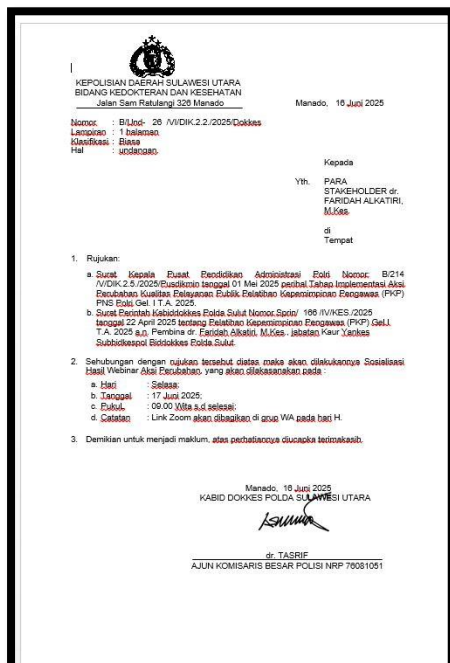 KEPOLISIAN DAERAH SULAWESI UTARA
BIDANG KEDOKTERAN DAN KESEHATAN
Jalan Sam Ratulangi 326 Manado
Manado, 16 Juni 2025
Nomor : B/Und- 26 /VI/DIK.2.2./2025/Dokkes
Lampiran : 1 halaman
Klasifikasi : Biasa
Hal : undangan.
Kepada
Yth. PARA
STAKEHOLDER dr.
FARIDAH ALKATIRI,
M.Kes.
di
Tempat
1. Rujukan:
a. Surat Kepala Pusat Pendidikan Administrasi Polri Nomor: B/214
/V/DIK.2.5./2025/Pusdikmin tanggal 01 Mei 2025 perihal Tahap Implementasi Aksi
Perubahan Kualitas Pelayanan Publik Pelatihan Kepemimpinan Pengawas (PKP)
PNS Polri Gel. I T.A. 2025.
b. Surat Perintah Kabiddokkes Polda Sulut Nomor Sprin/ 166 /IV/KES./2025
tanggal 22 April 2025 tentang Pelatihan Kepemimpinan Pengawas (PKP) Gel.I
T.A. 2025 a.n. Pembina dr. Faridah Alkatiri, M.Kes., jabatan Kaur Yankes
Subbidkespol Biddokkes Polda Sulut.
2. Sehubungan dengan rujukan tersebut diatas maka akan dilakukannya Sosialisasi
Hasil Webinar Aksi Perubahan, yang akan dilaksanakan pada :
a. Hari : Selasa;
b. Tanggal : 17 Juni 2025;
c. Pukul : 09.00 Wita s.d selesai;
d. Catatan : Link Zoom akan dibagikan di grup WA pada hari H.
3. Demikian untuk menjadi maklum, atas perhatiannya diucapka terimakasih.
Manado, 16 Juni 2025
KABID DOKKES POLDA SULAWESI UTARA
dr. TASRIF
AJUN KOMISARIS BESAR POLISI NRP 76081051